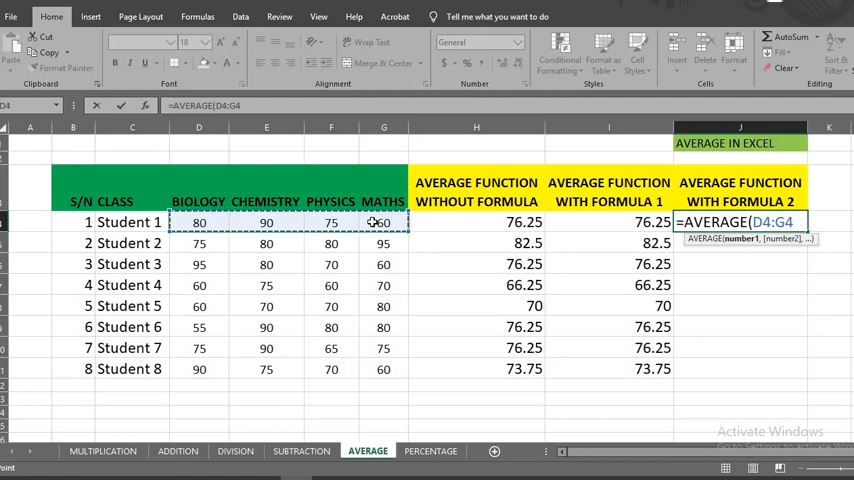 File Home Insert Page Layout Formulas Data Review View Help Acrobat Tell me what you want to do
Cut
Copy
Format Painter
Paste
Clipboard
18
B I U
Font
Wrap Text
Merge & Center
Alignment
General
$ % ,
Number
Conditional Formatting
Format as Table
Cell Styles
Styles
Insert Delete Format
Cells
AutoSum
Fill
Clear
Sort & Filter
Editing
D4 fx =AVERAGE(D4:G4
A B C D E F G H I J K
AVERAGE IN EXCEL
S/N CLASS BIOLOGY CHEMISTRY PHYSICS MATHS AVERAGE FUNCTION WITHOUT FORMULA AVERAGE FUNCTION WITH FORMULA 1 AVERAGE FUNCTION WITH FORMULA 2
1 Student 1 80 90 75 60 76.25 76.25 =AVERAGE(D4:G4
AVERAGE(number1, [number2], ...)
2 Student 2 75 80 80 95 82.5 82.5
3 Student 3 95 80 70 60 76.25 76.25
4 Student 4 60 75 60 70 66.25 66.25
5 Student 5 60 70 70 80 70 70
6 Student 6 55 90 80 80 76.25 76.25
7 Student 7 75 90 65 75 76.25 76.25
8 Student 8 90 75 70 60 73.75 73.75
Activate Windows
Go to Settings to activate Windows
MULTIPLICATION ADDITION DIVISION SUBTRACTION AVERAGE PERCENTAGE
Point